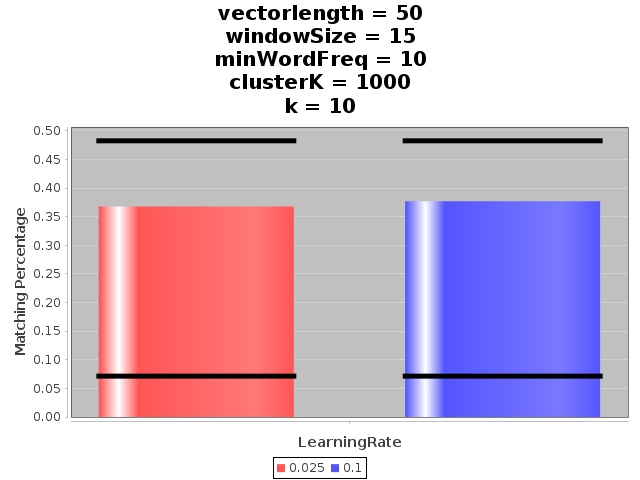 vectorlength = 50
windowSize = 15
minWordFreq = 10
clusterK = 1000
k = 10
Matching Percentage
0.50
0.45
0.40
0.35
0.30
0.25
0.20
0.15
0.10
0.05
0.00
LearningRate
0.025 0.1